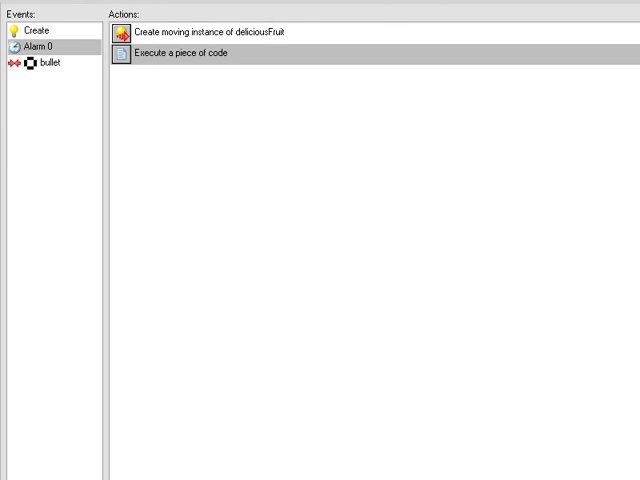 Events:
Create
Alarm 0
bullet
Actions:
Create moving instance of deliciousFruit
Execute a piece of code